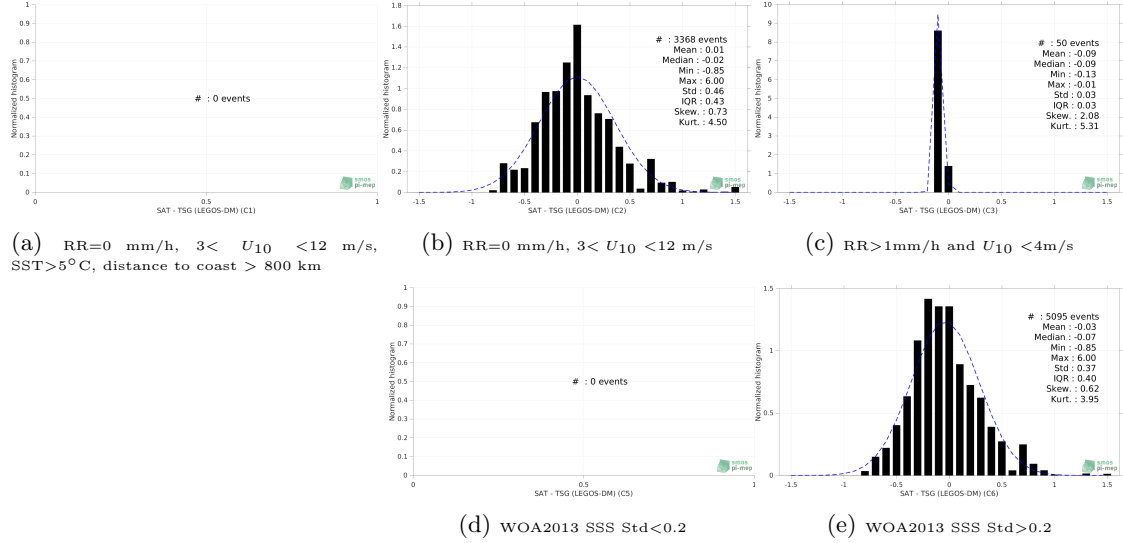 1
0.9
0.8
0.7
0.6
0.5
0.4
0.3
0.2
0.1
0
Normalized histogram
# : 0 events
smos
pi-mep
0 0.5 1
SAT - TSG (LEGOS-DM) (C1)
(a) RR=0 mm/h, 3< U10 <12 m/s,
SST>5°C, distance to coast > 800 km
1.8
1.6
1.4
1.2
1
0.8
0.6
0.4
0.2
0
Normalized histogram
# : 3368 events
Mean : 0.01
Median : -0.02
Min : -0.85
Max : 6.00
Std : 0.46
IQR : 0.43
Skew. : 0.73
Kurt. : 4.50
smos
pi-mep
-1.5 -1 -0.5 0 0.5 1 1.5
SAT - TSG (LEGOS-DM) (C2)
(b) RR=0 mm/h, 3< U10 <12 m/s
10
9
8
7
6
5
4
3
2
1
0
Normalized histogram
# : 50 events
Mean : -0.09
Median : -0.09
Min : -0.13
Max : -0.01
Std : 0.03
IQR : 0.03
Skew. : 2.08
Kurt. : 5.31
smos
pi-mep
-1.5 -1 -0.5 0 0.5 1 1.5
SAT - TSG (LEGOS-DM) (C3)
(c) RR>1mm/h and U10 <4m/s
1
0.9
0.8
0.7
0.6
0.5
0.4
0.3
0.2
0.1
0
Normalized histogram
# : 0 events
smos
pi-mep
0 0.5 1
SAT - TSG (LEGOS-DM) (C5)
(d) WOA2013 SSS Std<0.2
1.5
1
0.5
0
Normalized histogram
# : 5095 events
Mean : -0.03
Median : -0.07
Min : -0.85
Max : 6.00
Std : 0.37
IQR : 0.40
Skew. : 0.62
Kurt. : 3.95
smos
pi-mep
-1.5 -1 -0.5 0 0.5 1 1.5
SAT - TSG (LEGOS-DM) (C6)
(e) WOA2013 SSS Std>0.2